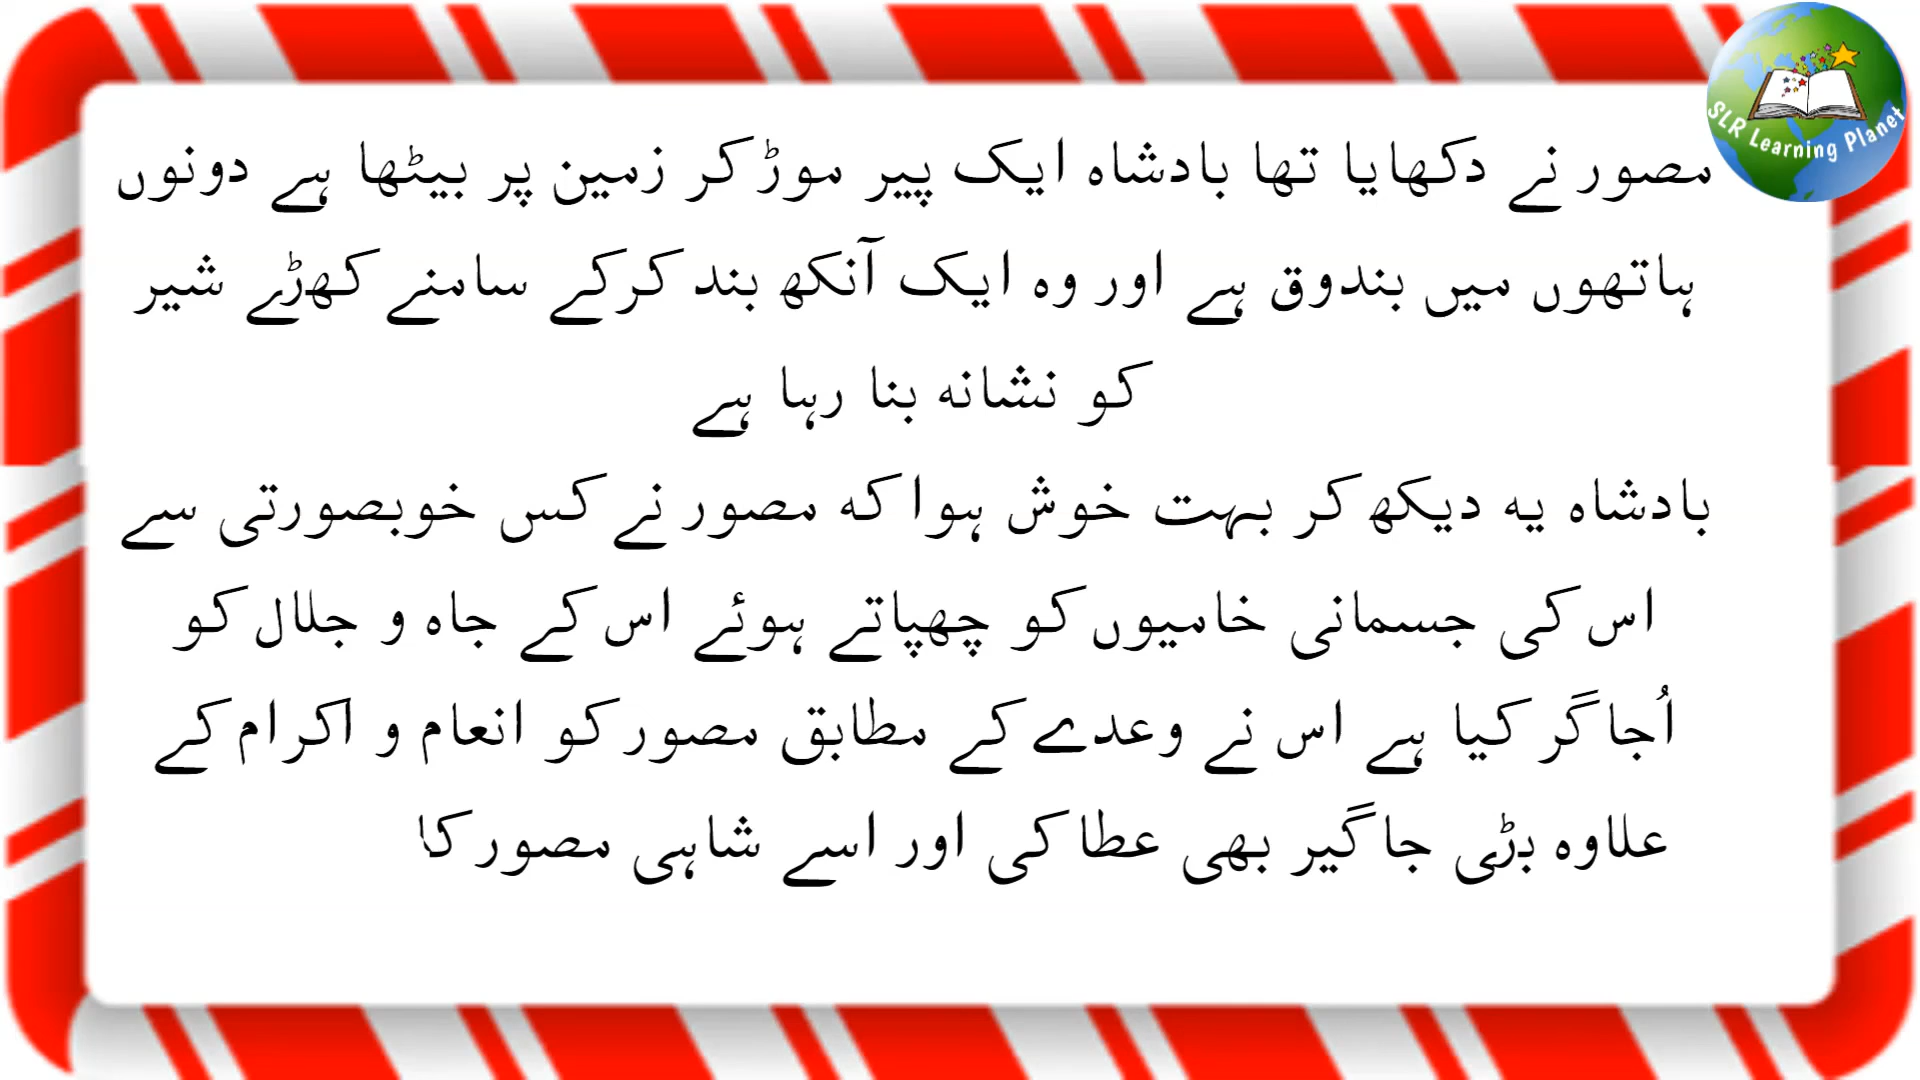 SLR Learning Planet
مصور نے دکھایا تھا بادشاہ ایک پیر موڑ کر زمین پر بیٹھا ہے دونوں
ہاتھوں میں بندوق ہے اور وہ ایک آنکھ بند کرکے سامنے کھڑے شیر
کو نشانہ بنا رہا ہے
بادشاہ یہ دیکھ کر بہت خوش ہوا کہ مصور نے کس خوبصورتی سے
اس کی جسمانی خامیوں کو چھپاتے ہوئے اس کے جاہ و جلال کو
اُجاگر کیا ہے اس نے وعدے کے مطابق مصور کو انعام و اکرام کے
علاوہ بڑی جاگیر بھی عطا کی اور اسے شاہی مصور کا